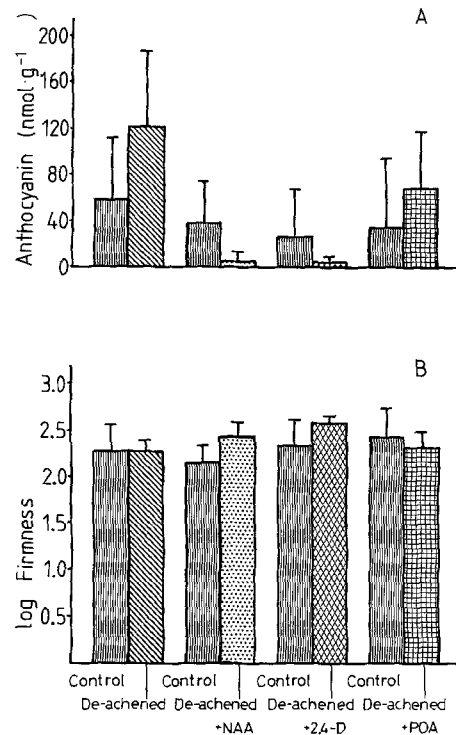 A
Anthocyanin (nmol·g⁻¹ )
200
160
120
80
40
0
B
log Firmness
3.0
2.5
2.0
1.5
1.0
0.5
Control Control Control Control
De-achened De-achened De-achened De-achened
+NAA +2,4-D +POA